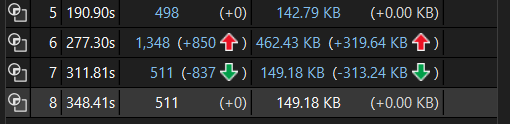 5 190.90s 498 (+0) 142.79 KB (+0.00 KB)
6 277.30s 1,348 (+850 462.43 KB (+319.64 KB
7 311.81s 511 (-837 149.18 KB (-313.24 KB
8 348.41s 511 (+0) 149.18 KB (+0.00 KB)